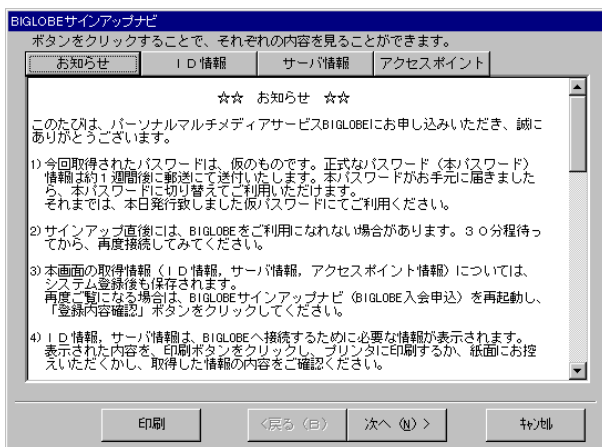 BIGLOBEサインアップナビ
ボタンをクリックすることで、それぞれの内容を見ることができます。
お知らせ ＩＤ情報 サーバ情報 アクセスポイント
☆☆ お知らせ ☆☆
このたびは、パーソナルマルチメディアサービスBIGLOBEにお申し込みいただき、誠に
ありがとうございます。
1) 今回取得されたパスワードは、仮のものです。正式なパスワード（本パスワード）
情報は約１週間後に郵送にて送付いたします。本パスワードがお手元に届きました
ら、本パスワードに切り替えてご利用いただけます。
それまでは、本日発行致しました仮パスワードにてご利用ください。
2) サインアップ直後には、BIGLOBEをご利用になれない場合があります。３０分程待っ
てから、再度接続してみてください。
3) 本画面の取得情報（ＩＤ情報，サーバ情報，アクセスポイント情報）については、
システム登録後も保存されます。
再度ご覧になる場合は、BIGLOBEサインアップナビ（BIGLOBE入会申込）を再起動し、
「登録内容確認」ボタンをクリックしてください。
4) ＩＤ情報，サーバ情報は、BIGLOBEへ接続するために必要な情報が表示されます。
表示された内容を、印刷ボタンをクリックし、プリンタに印刷するか、紙面にお控
えいただくかし、取得した情報の内容をご確認ください。
印刷 <戻る（B） 次へ（N）> ｷｬﾝｾﾙ